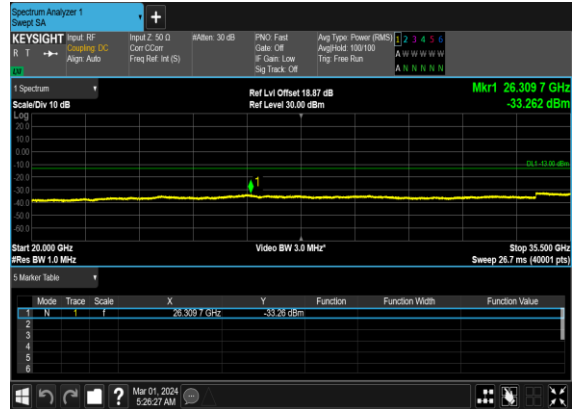 Spectrum Analyzer 1
Swept SA
+
KEYSIGHT Input: RF Input Z: 50 Ω #Atten: 30 dB PNO: Fast Avg Type: Power (RMS) 1 2 3 4 5 6
R T Coupling: DC Corr CCorr Gate: Off Avg|Hold: 100/100 A W W W W W
Align: Auto Freq Ref: Int (S) IF Gain: Low Trig: Free Run
Sig Track: Off A N N N N N
1 Spectrum Ref Lvl Offset 18.87 dB Mkr1 26.309 7 GHz
Scale/Div 10 dB Ref Level 30.00 dBm -33.262 dBm
Log
20.0
10.0
0.00
-10.0 DL1 -13.00 dBm
-20.0 1
-30.0
-40.0
-50.0
-60.0
Start 20.000 GHz Video BW 3.0 MHz* Stop 35.500 GHz
#Res BW 1.0 MHz Sweep 26.7 ms (40001 pts)
5 Marker Table
Mode Trace Scale X Y Function Function Width Function Value
1 N 1 f 26.309 7 GHz -33.26 dBm
2
3
4
5
6
? Mar 01, 2024
5:26:27 AM